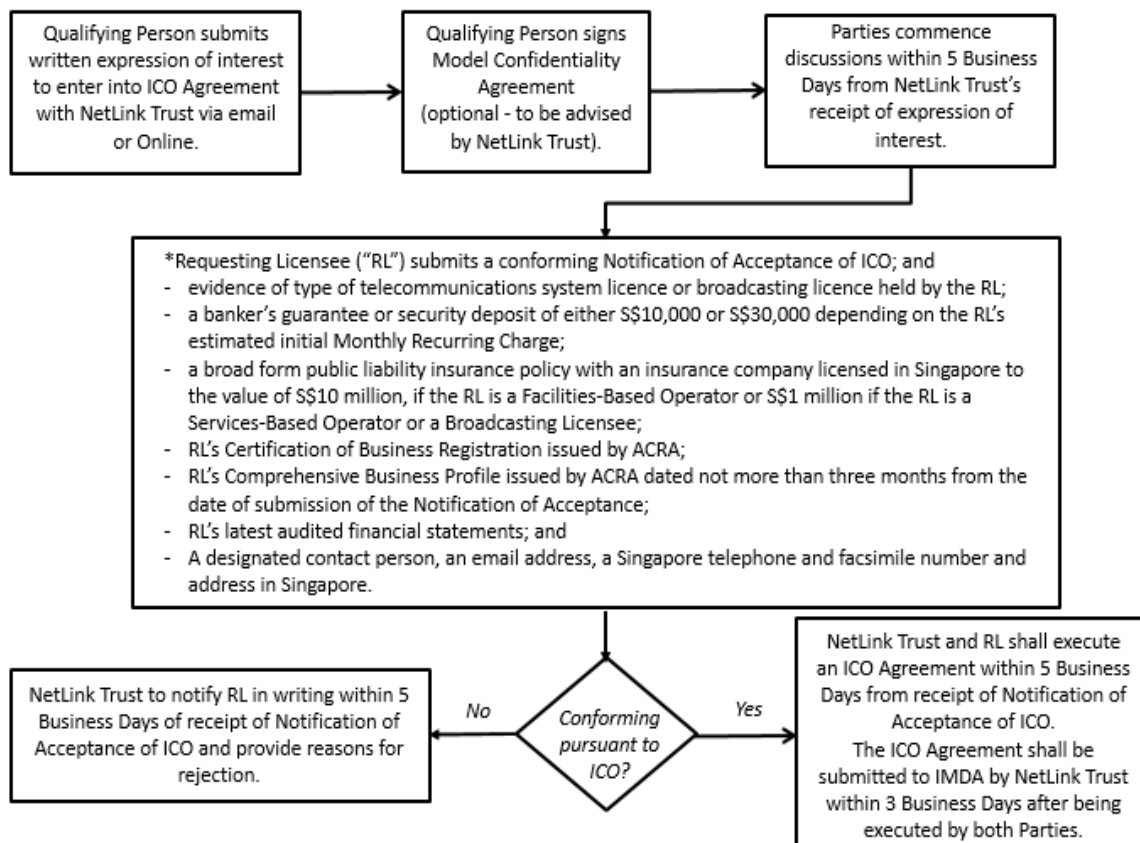 Qualifying Person submits
written expression of interest
to enter into ICO Agreement
with NetLink Trust via email
or Online.
Qualifying Person signs
Model Confidentiality
Agreement
(optional - to be advised
by NetLink Trust).
Parties commence
discussions within 5 Business
Days from NetLink Trust’s
receipt of expression of
interest.
*Requesting Licensee (“RL”) submits a conforming Notification of Acceptance of ICO; and
- evidence of type of telecommunications system licence or broadcasting licence held by the RL;
- a banker’s guarantee or security deposit of either S$10,000 or S$30,000 depending on the RL’s
estimated initial Monthly Recurring Charge;
- a broad form public liability insurance policy with an insurance company licensed in Singapore to
the value of S$10 million, if the RL is a Facilities-Based Operator or S$1 million if the RL is a
Services-Based Operator or a Broadcasting Licensee;
- RL’s Certification of Business Registration issued by ACRA;
- RL’s Comprehensive Business Profile issued by ACRA dated not more than three months from the
date of submission of the Notification of Acceptance;
- RL’s latest audited financial statements; and
- A designated contact person, an email address, a Singapore telephone and facsimile number and
address in Singapore.
NetLink Trust to notify RL in writing within 5
Business Days of receipt of Notification of
Acceptance of ICO and provide reasons for
rejection.
No
Conforming
pursuant to
ICO?
Yes
NetLink Trust and RL shall execute
an ICO Agreement within 5 Business
Days from receipt of Notification of
Acceptance of ICO.
The ICO Agreement shall be
submitted to IMDA by NetLink Trust
within 3 Business Days after being
executed by both Parties.